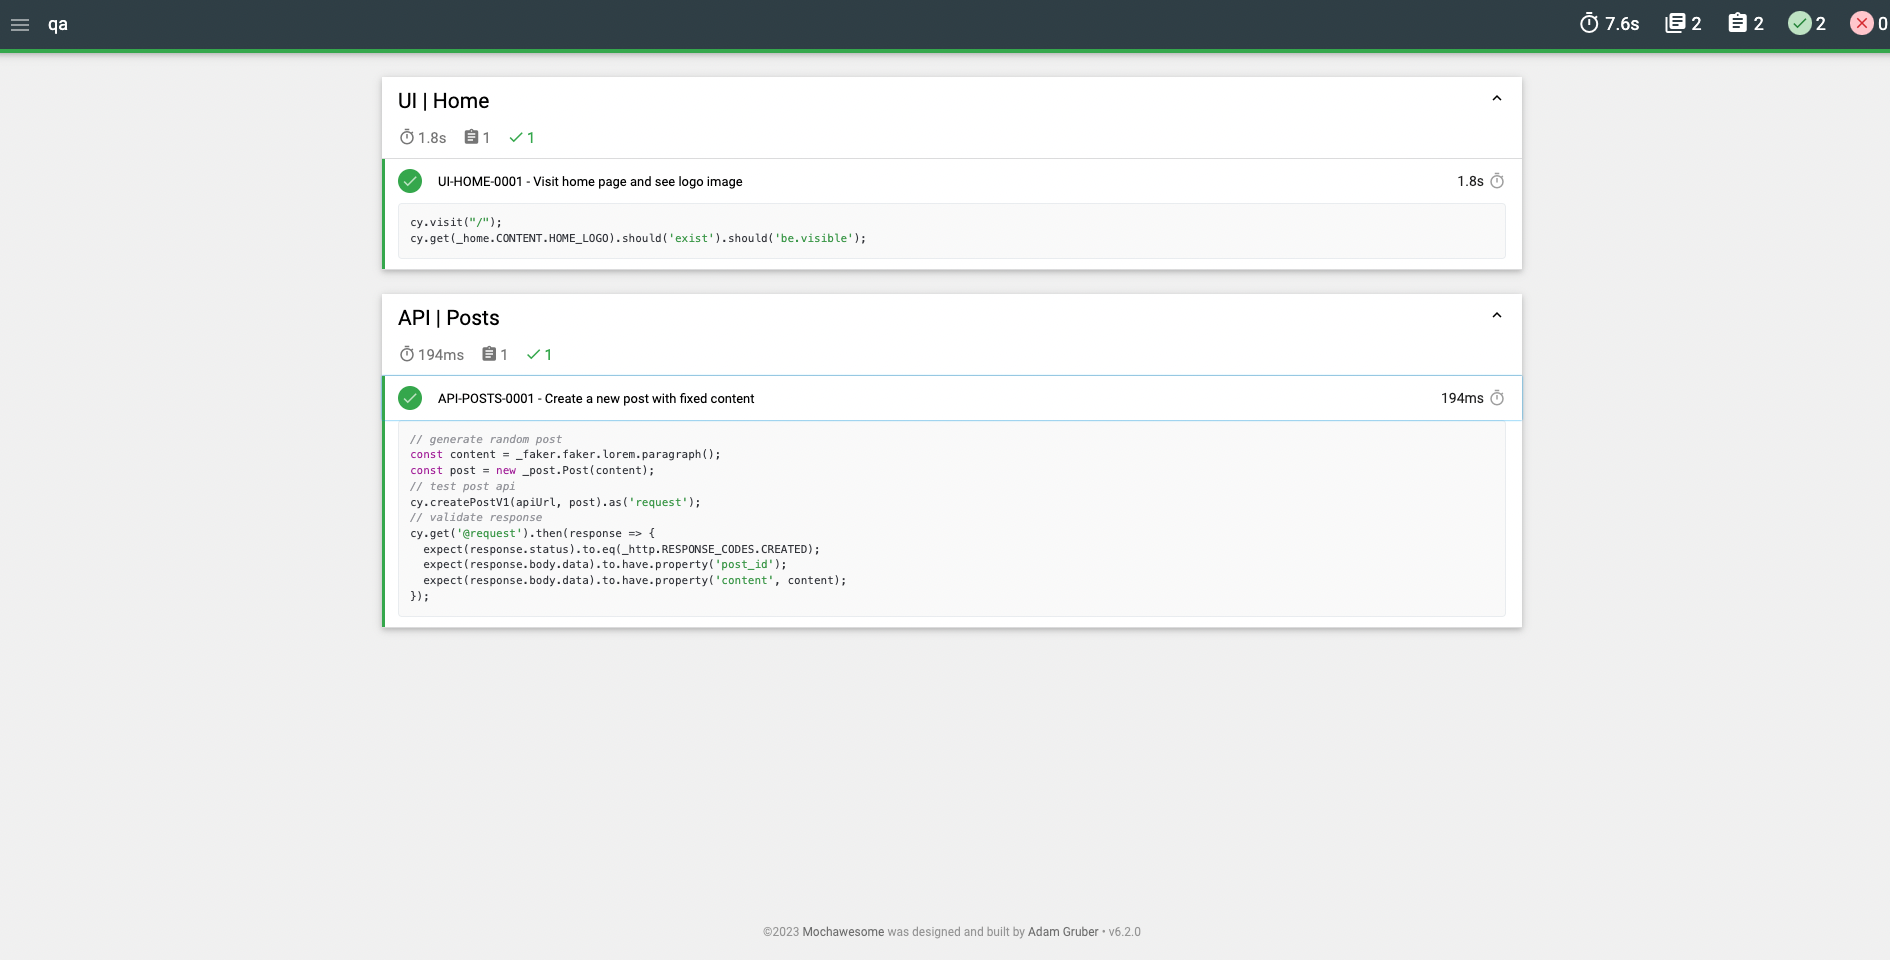 qa
7.6s 2 2 2 0
UI | Home
1.8s 1 1
UI-HOME-0001 - Visit home page and see logo image 1.8s
cy.visit("/");
cy.get(_home.CONTENT.HOME_LOGO).should('exist').should('be.visible');
API | Posts
194ms 1 1
API-POSTS-0001 - Create a new post with fixed content 194ms
// generate random post
const content = _faker.faker.lorem.paragraph();
const post = new _post.Post(content);
// test post api
cy.createPostV1(apiUrl, post).as('request');
// validate response
cy.get('@request').then(response => {
  expect(response.status).to.eq(_http.RESPONSE_CODES.CREATED);
  expect(response.body.data).to.have.property('post_id');
  expect(response.body.data).to.have.property('content', content);
});
©2023 Mochawesome was designed and built by Adam Gruber • v6.2.0